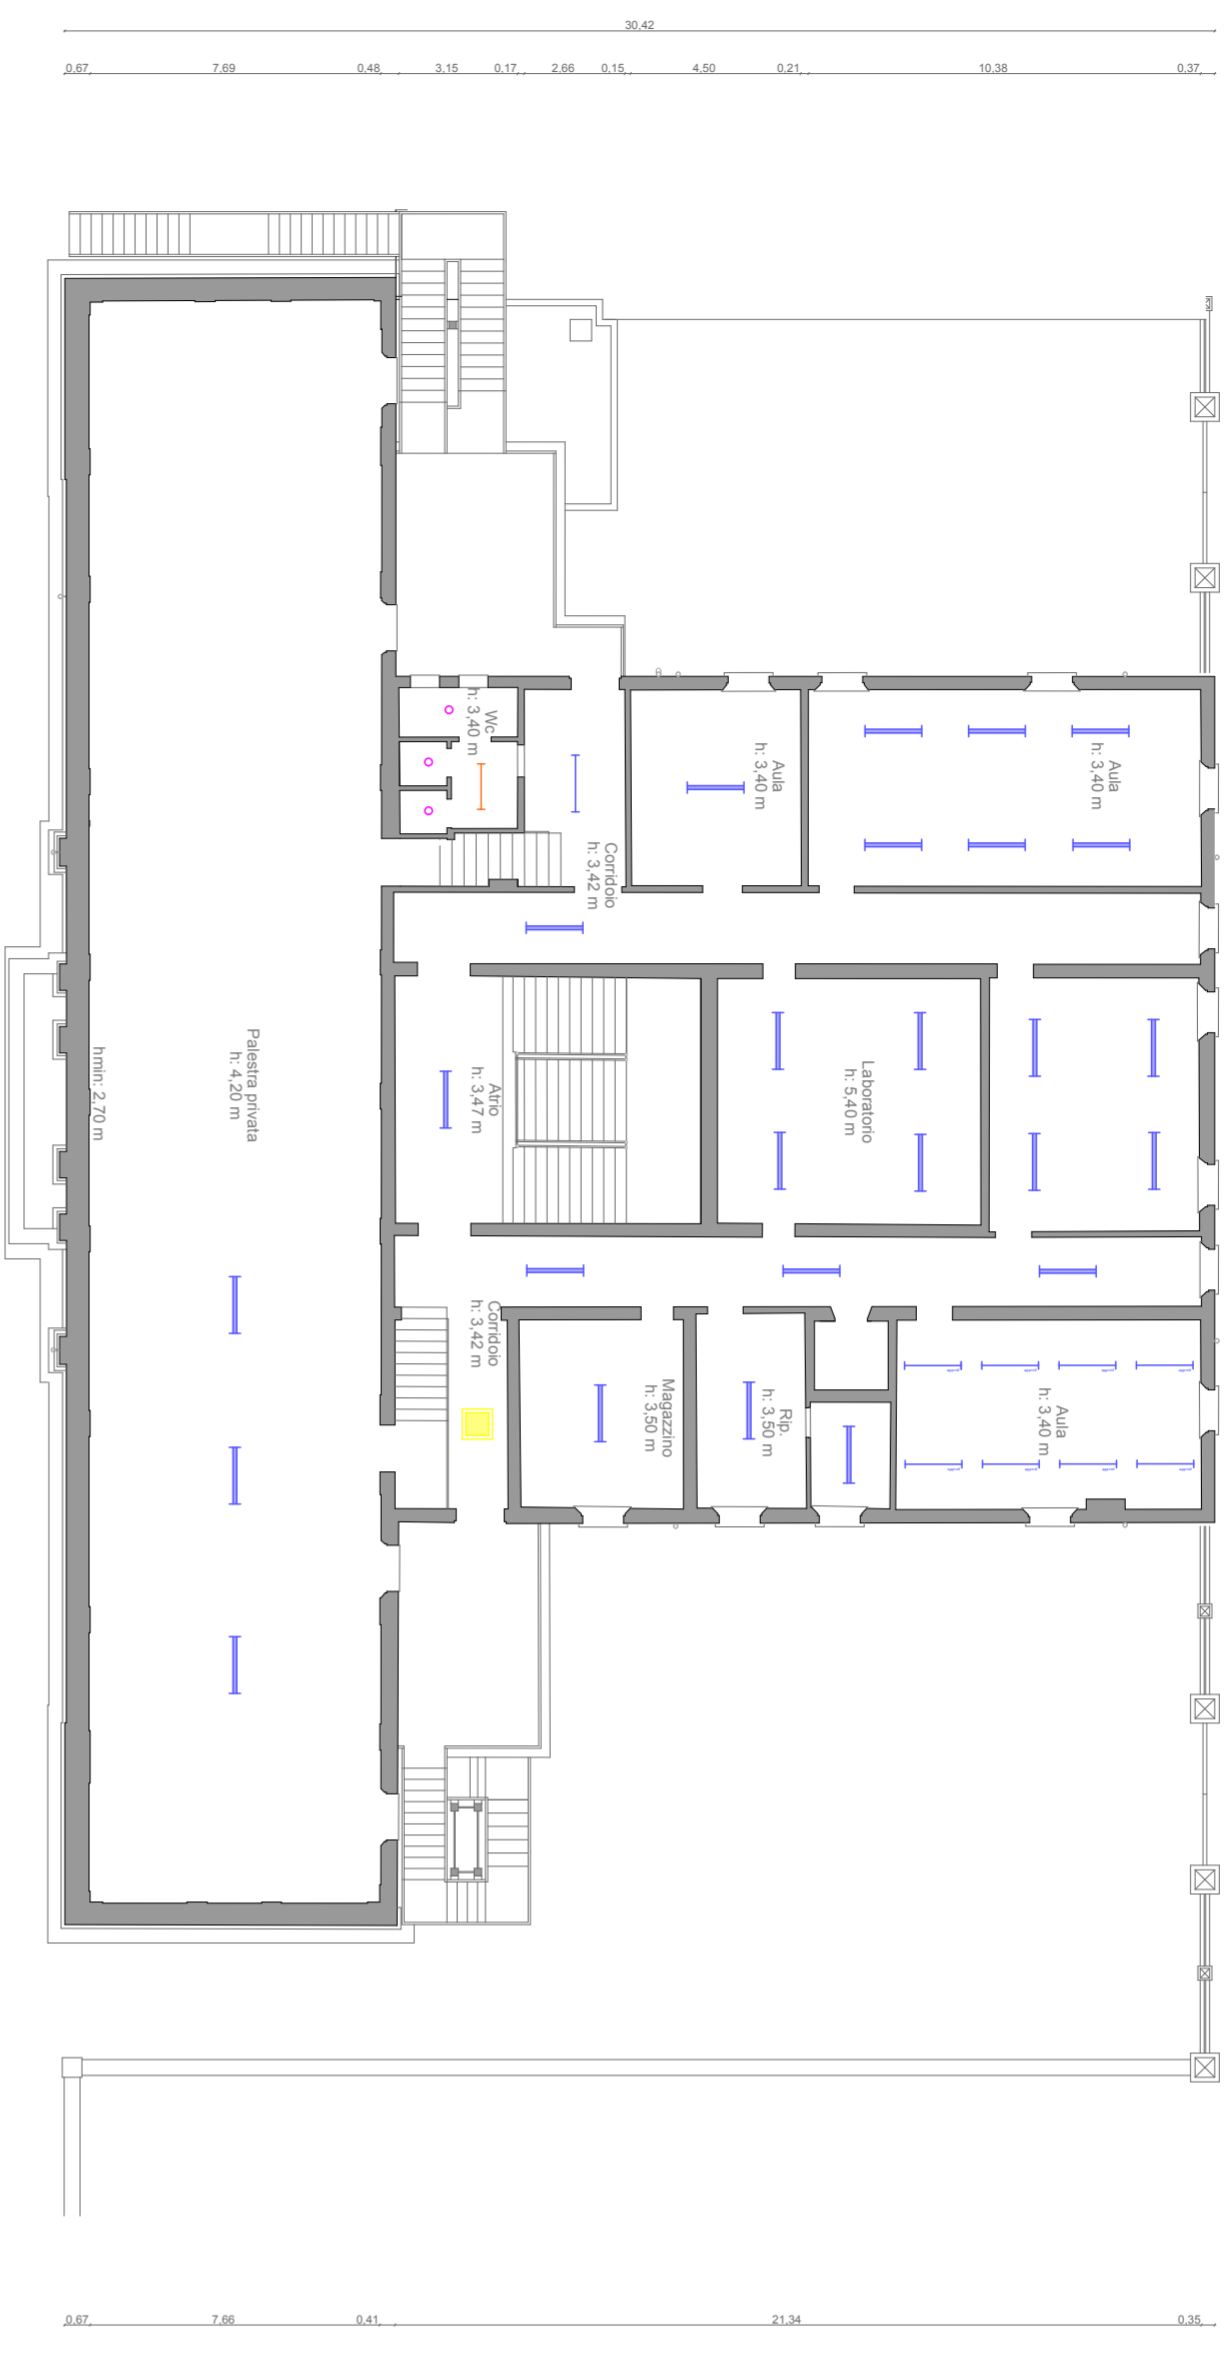 30,42
0,67
7,69
0,48
3,15
0,17
2,66
0,15
4,50
0,21
10,38
0,37
Wc
h: 3,40 m
Aula
h: 3,40 m
Aula
h: 3,40 m
Corridoio
h: 3,42 m
Palestra privata
h: 4,20 m
hmin: 2,70 m
Atrio
h: 3,47 m
Laboratorio
h: 5,40 m
Corridoio
h: 3,42 m
Magazzino
h: 3,50 m
Rip.
h: 3,50 m
Aula
h: 3,40 m
0,67
7,66
0,41
21,34
0,35